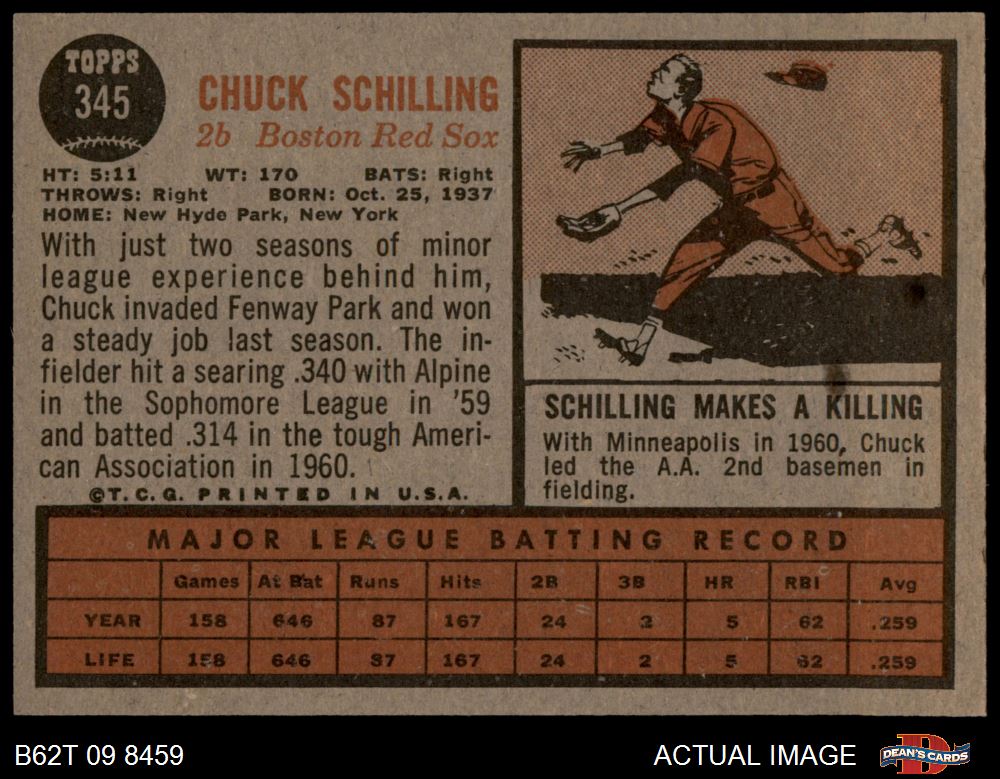 TOPPS
345
CHUCK SCHILLING
2b Boston Red Sox
HT: 5:11 WT: 170 BATS: Right
THROWS: Right BORN: Oct. 25, 1937
HOME: New Hyde Park, New York
With just two seasons of minor
league experience behind him,
Chuck invaded Fenway Park and won
a steady job last season. The in-
fielder hit a searing .340 with Alpine
in the Sophomore League in '59
and batted .314 in the tough Ameri-
can Association in 1960.
©T.C.G. PRINTED IN U.S.A.
SCHILLING MAKES A KILLING
With Minneapolis in 1960, Chuck
led the A.A. 2nd basemen in
fielding.
MAJOR LEAGUE BATTING RECORD
Games At Bat Runs Hits 2B 3B HR RBI Avg
YEAR 158 646 87 167 24 2 5 62 .259
LIFE 158 646 87 167 24 2 5 62 .259
B62T 09 8459
ACTUAL IMAGE
DEAN'S CARDS